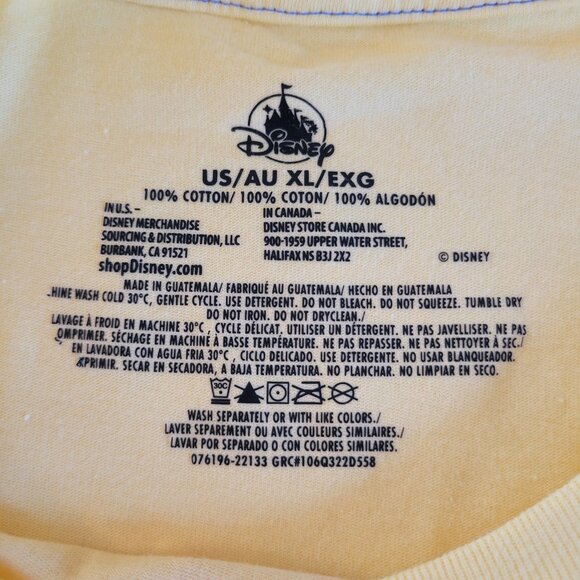 Disney
US/AU XL/EXG
100% COTTON/ 100% COTON/ 100% ALGODÓN
IN U.S. –
DISNEY MERCHANDISE
SOURCING & DISTRIBUTION, LLC
BURBANK, CA 91521
shopDisney.com
IN CANADA –
DISNEY STORE CANADA INC.
900-1959 UPPER WATER STREET,
HALIFAX NS B3J 2X2
© DISNEY
MADE IN GUATEMALA/ FABRIQUÉ AU GUATEMALA/ HECHO EN GUATEMALA
HINE WASH COLD 30°C, GENTLE CYCLE. USE DETERGENT. DO NOT BLEACH. DO NOT SQUEEZE. TUMBLE DRY
DO NOT IRON. DO NOT DRYCLEAN./
LAVAGE À FROID EN MACHINE 30°C , CYCLE DÉLICAT, UTILISER UN DÉTERGENT. NE PAS JAVELLISER. NE PAS
OMPRIMER. SÉCHAGE EN MACHINE À BASSE TEMPÉRATURE. NE PAS REPASSER. NE PAS NETTOYER À SEC./
EN LAVADORA CON AGUA FRIA 30°C , CICLO DELICADO. USE DETERGENTE. NO USAR BLANQUEADOR.
XPRIMIR. SECAR EN SECADORA, A BAJA TEMPERATURA. NO PLANCHAR. NO LIMPIAR EN SECO.
30C
WASH SEPARATELY OR WITH LIKE COLORS./
LAVER SEPAREMENT OU AVEC COULEURS SIMILAIRES./
LAVAR POR SEPARADO O CON COLORES SIMILARES.
076196-22133 GRC#106Q322D558